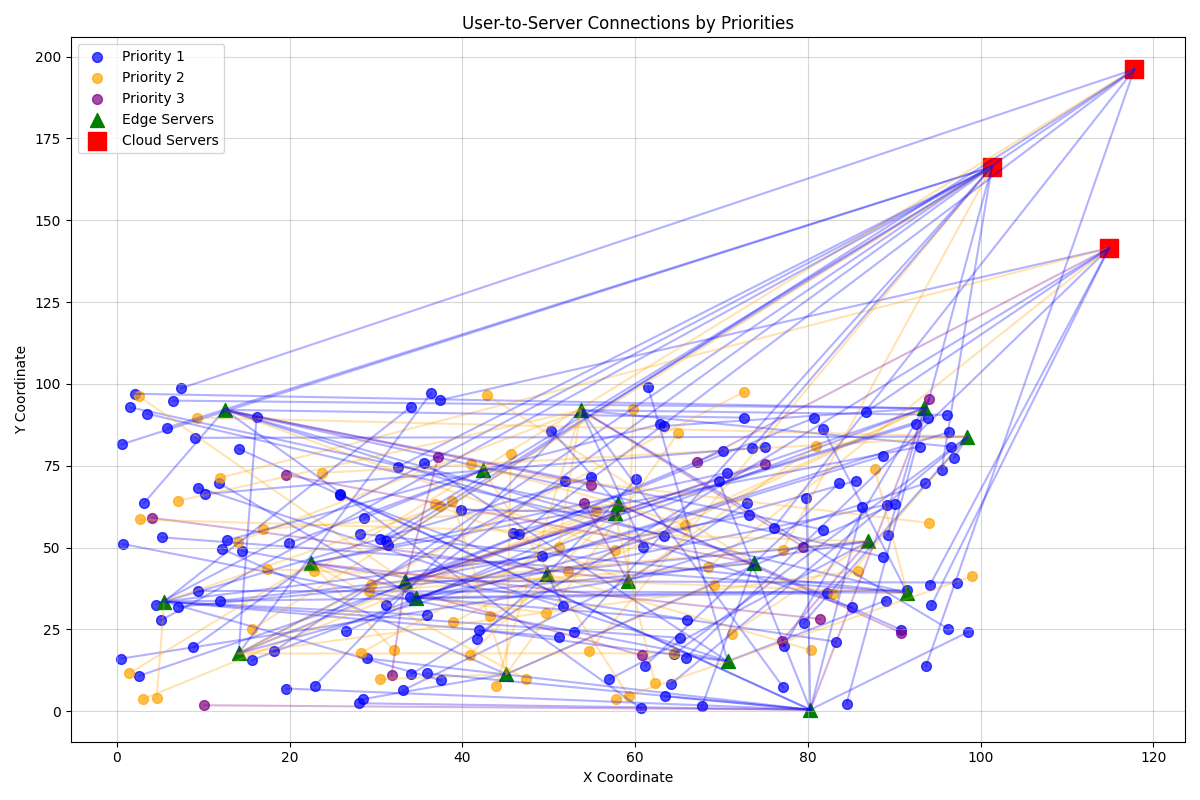 User-to-Server Connections by Priorities
Priority 1
Priority 2
Priority 3
Edge Servers
Cloud Servers
Y Coordinate
200
175
150
125
100
75
50
25
0
0 20 40 60 80 100 120
X Coordinate